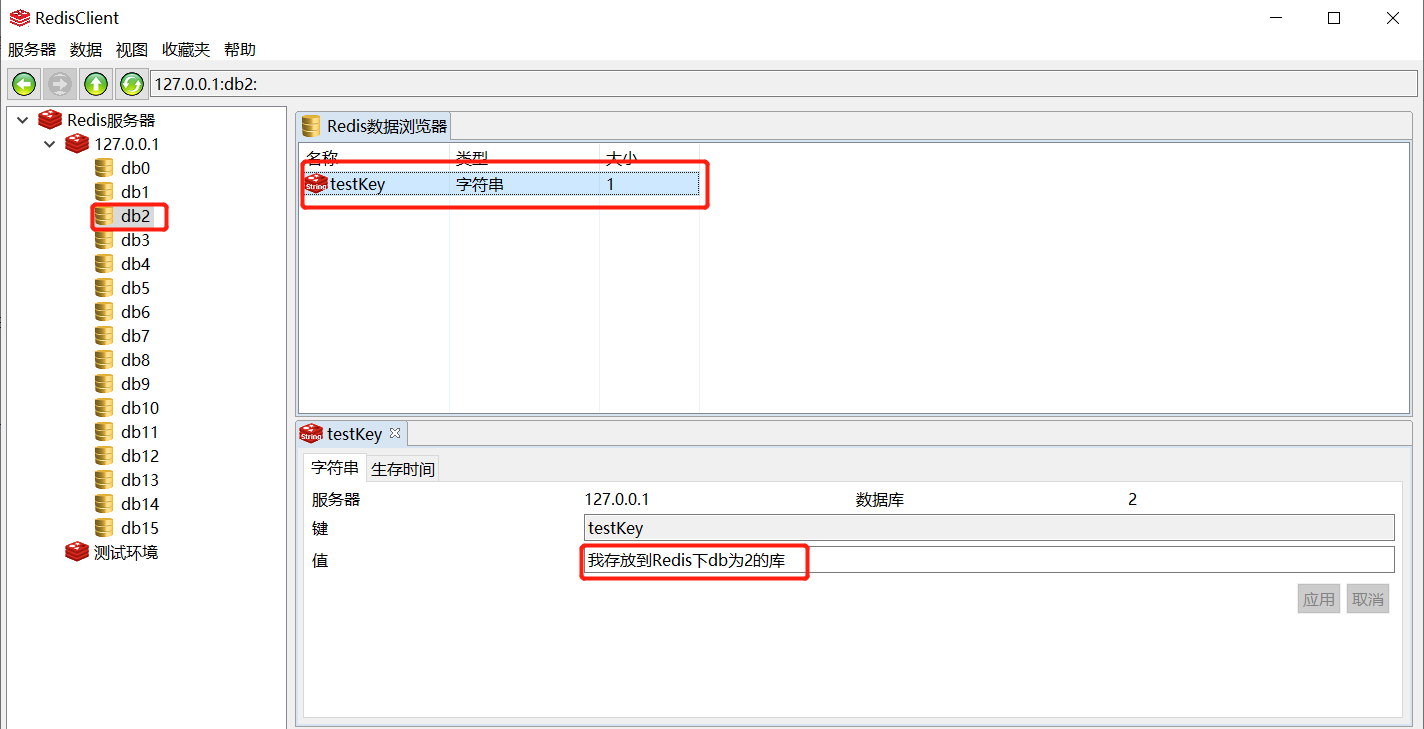 RedisClient
服务器 数据 视图 收藏夹 帮助
127.0.0.1:db2:
Redis服务器
127.0.0.1
db0
db1
db2
db3
db4
db5
db6
db7
db8
db9
db10
db11
db12
db13
db14
db15
测试环境
Redis数据浏览器
名称 类型 大小
String testKey 字符串 1
String testKey
字符串 生存时间
服务器 127.0.0.1 数据库 2
键 testKey
值 我存放到Redis下db为2的库
应用 取消